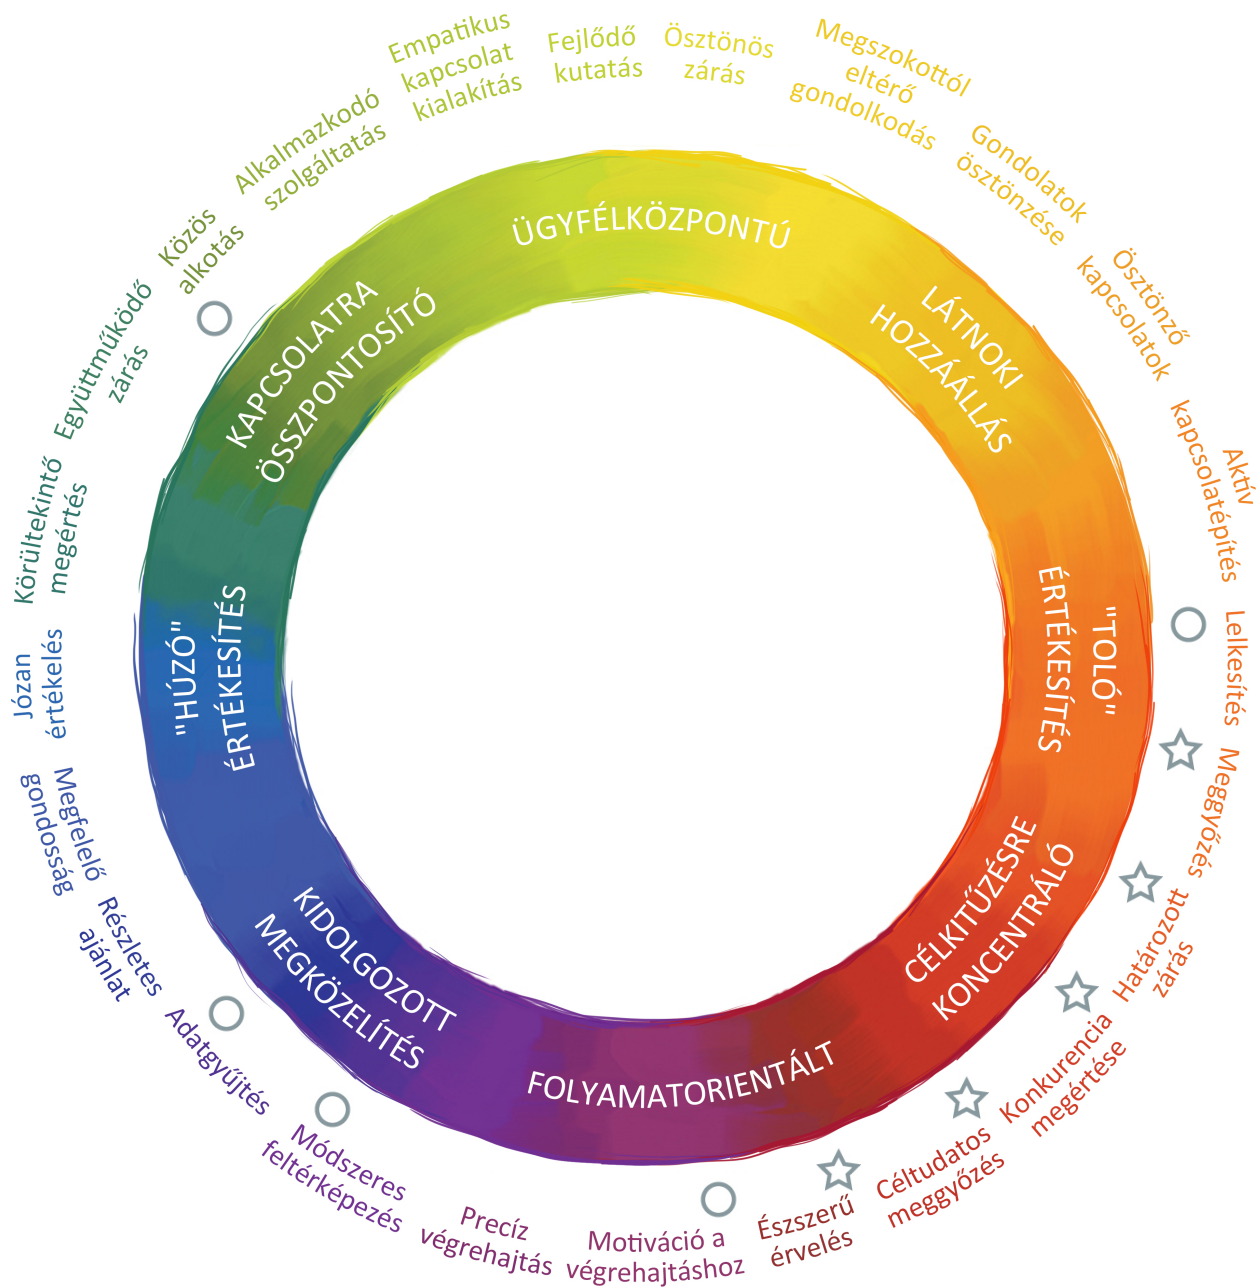 Empatikus
kapcsolat
kialakítás
Fejlődő
kutatás
Ösztönös
zárás
Megszokottól
eltérő
gondolkodás
Gondolatok
ösztönzése
Ösztönző
kapcsolatok
Aktív
kapcsolatépítés
Lelkesítés
Meggyőzés
Határozott
zárás
Konkurencia
megértése
Céltudatos
meggyőzés
Észszerű
érvelés
Motiváció a
végrehajtáshoz
Precíz
végrehajtás
Módszeres
feltérképezés
Adatgyűjtés
Részletes
ajánlat
Megfelelő
gondosság
Józan
értékelés
Körültekintő
megértés
Együttműködő
zárás
Közös
alkotás
Alkalmazkodó
szolgáltatás
ÜGYFÉLKÖZPONTÚ
LÁTNOKI
HOZZÁÁLLÁS
"TOLÓ"
ÉRTÉKESÍTÉS
CÉLKITŰZÉSRE
KONCENTRÁLÓ
FOLYAMATORIENTÁLT
KIDOLGOZOTT
MEGKÖZELÍTÉS
"HÚZÓ"
ÉRTÉKESÍTÉS
KAPCSOLATRA
ÖSSZPONTOSÍTÓ